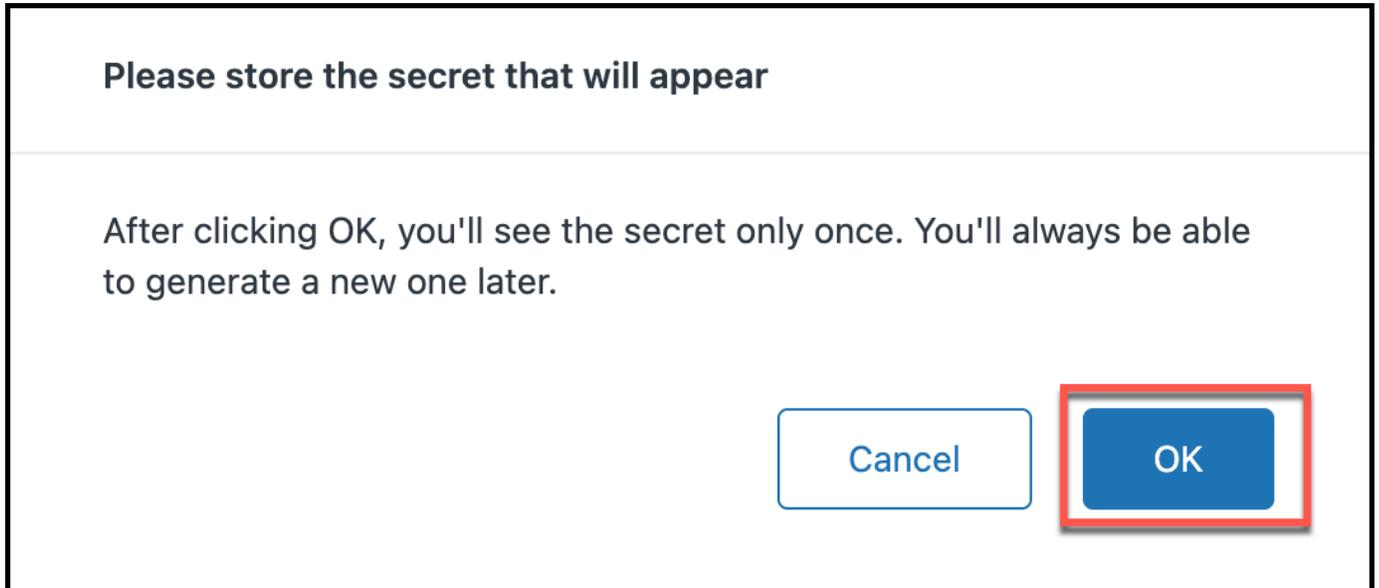 Please store the secret that will appear
After clicking OK, you'll see the secret only once. You'll always be able
to generate a new one later.
Cancel
OK